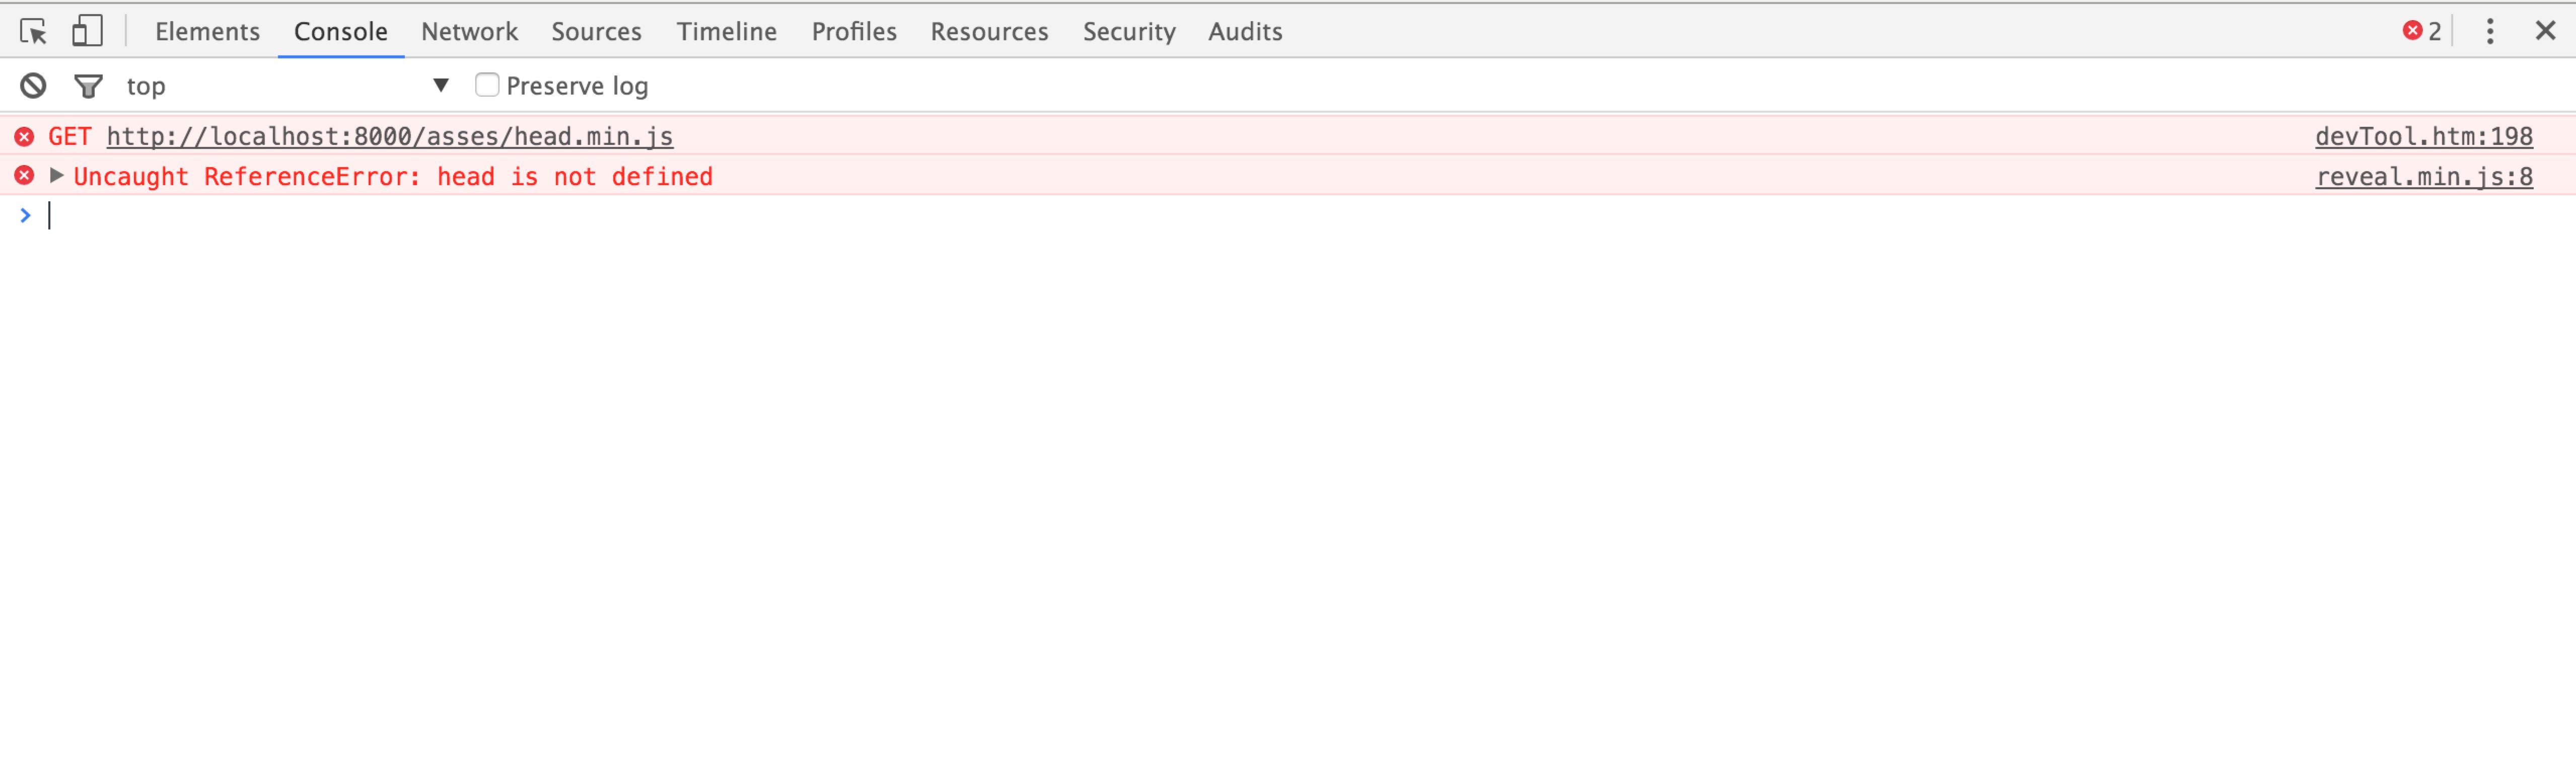 Elements Console Network Sources Timeline Profiles Resources Security Audits 2
top Preserve log
GET http://localhost:8000/asses/head.min.js devTool.htm:198
Uncaught ReferenceError: head is not defined reveal.min.js:8